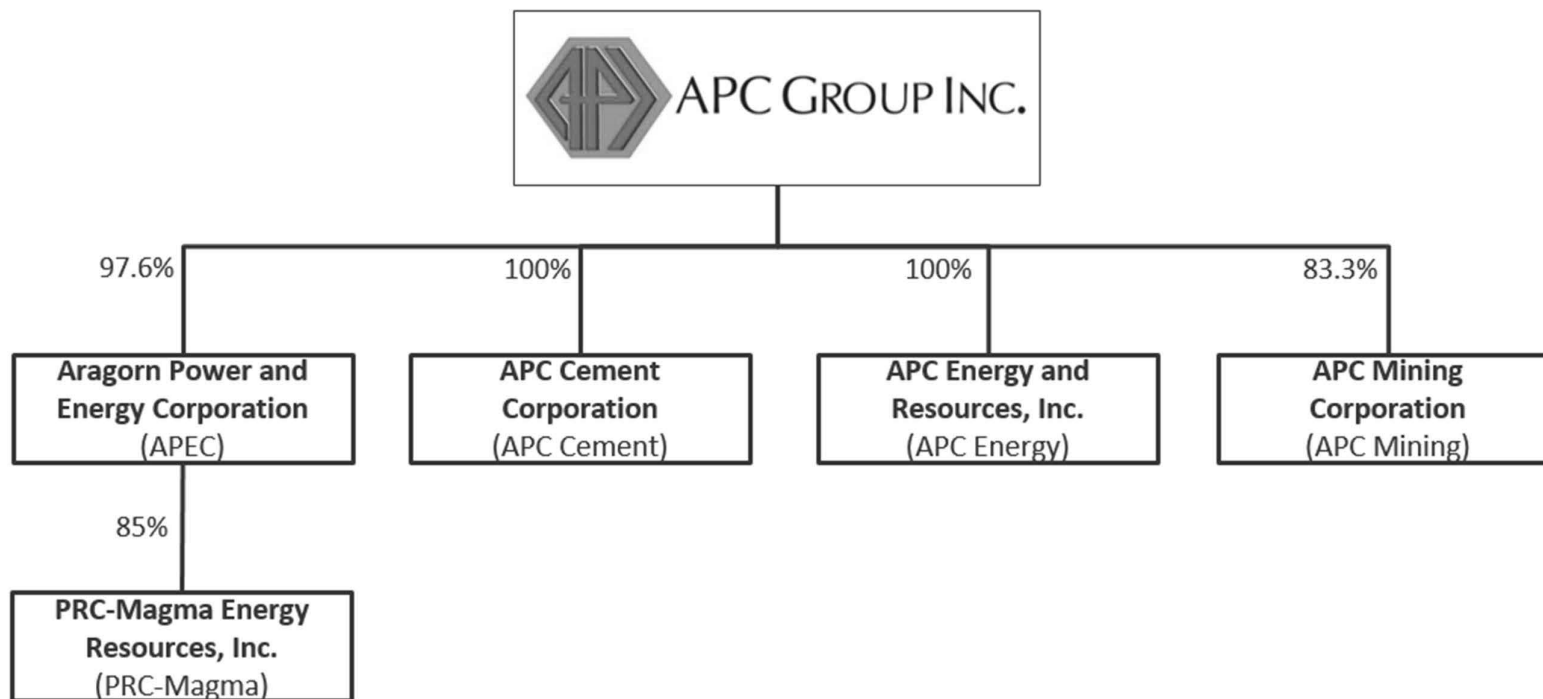 APC GROUP INC.
97.6%
100%
100%
83.3%
Aragorn Power and
Energy Corporation
(APEC)
APC Cement
Corporation
(APC Cement)
APC Energy and
Resources, Inc.
(APC Energy)
APC Mining
Corporation
(APC Mining)
85%
PRC-Magma Energy
Resources, Inc.
(PRC-Magma)